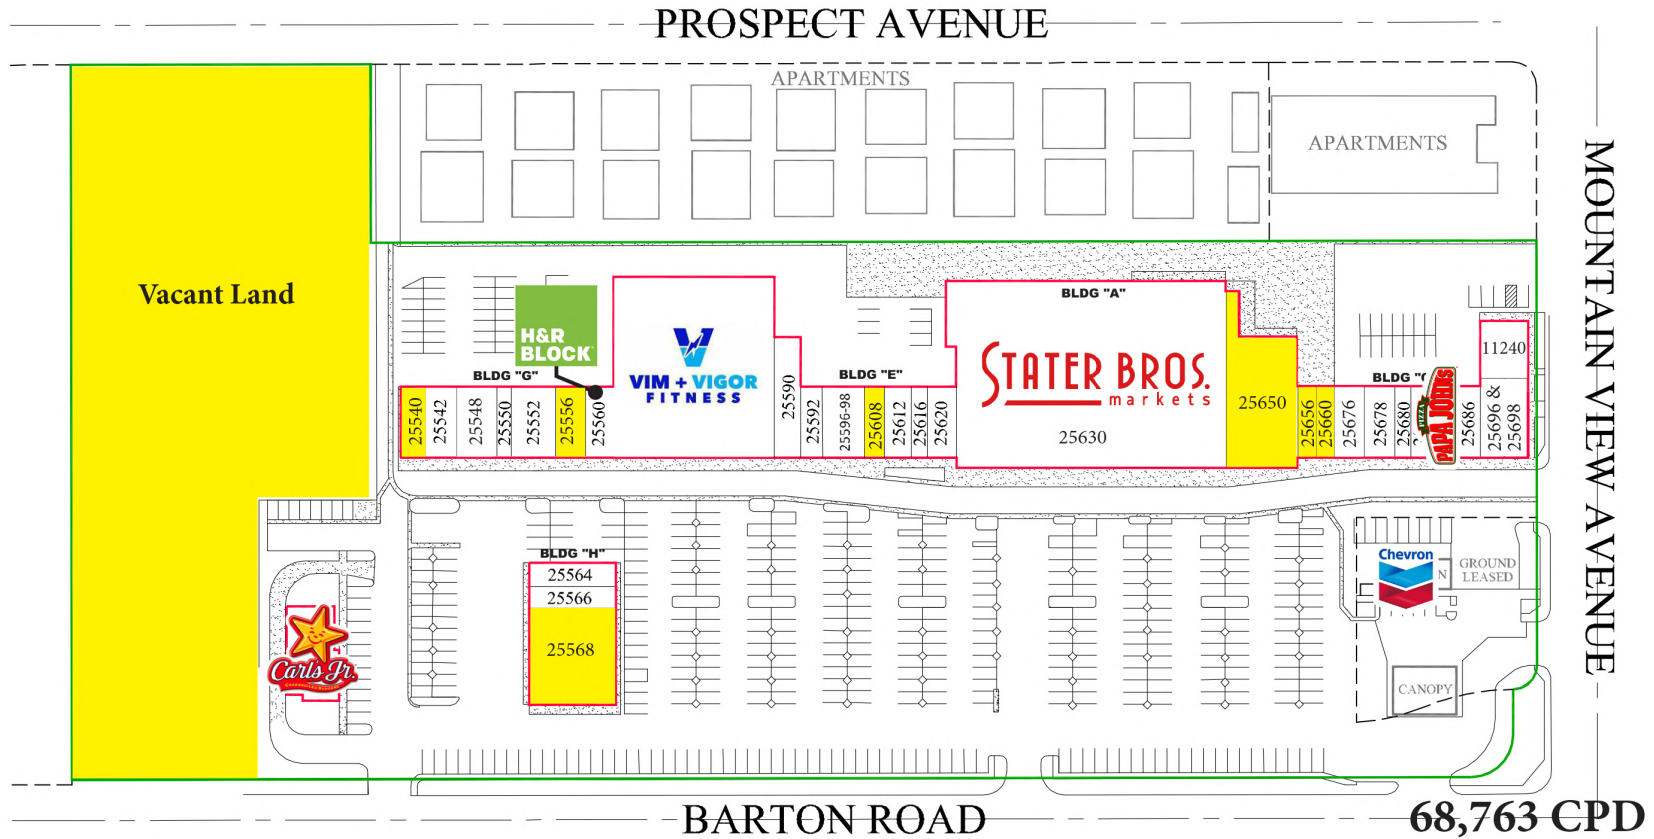 PROSPECT AVENUE
APARTMENTS
APARTMENTS
MOUNTAIN VIEW AVENUE
Vacant Land
H&R
BLOCK
BLDG "G"
VIM + VIGOR
FITNESS
BLDG "E"
BLDG "A"
STATER BROS.
markets
25630
25650
11240
25540
25542
25548
25550
25552
25556
25560
25590
25592
25596-98
25608
25612
25616
25620
25656
25660
25676
25678
25680
PIZZA
PAPA JOHNS
25686
25696 &
25698
BLDG "H"
25564
25566
25568
Carl's Jr.
Chevron
N
GROUND
LEASED
CANOPY
BARTON ROAD
68,763 CPD